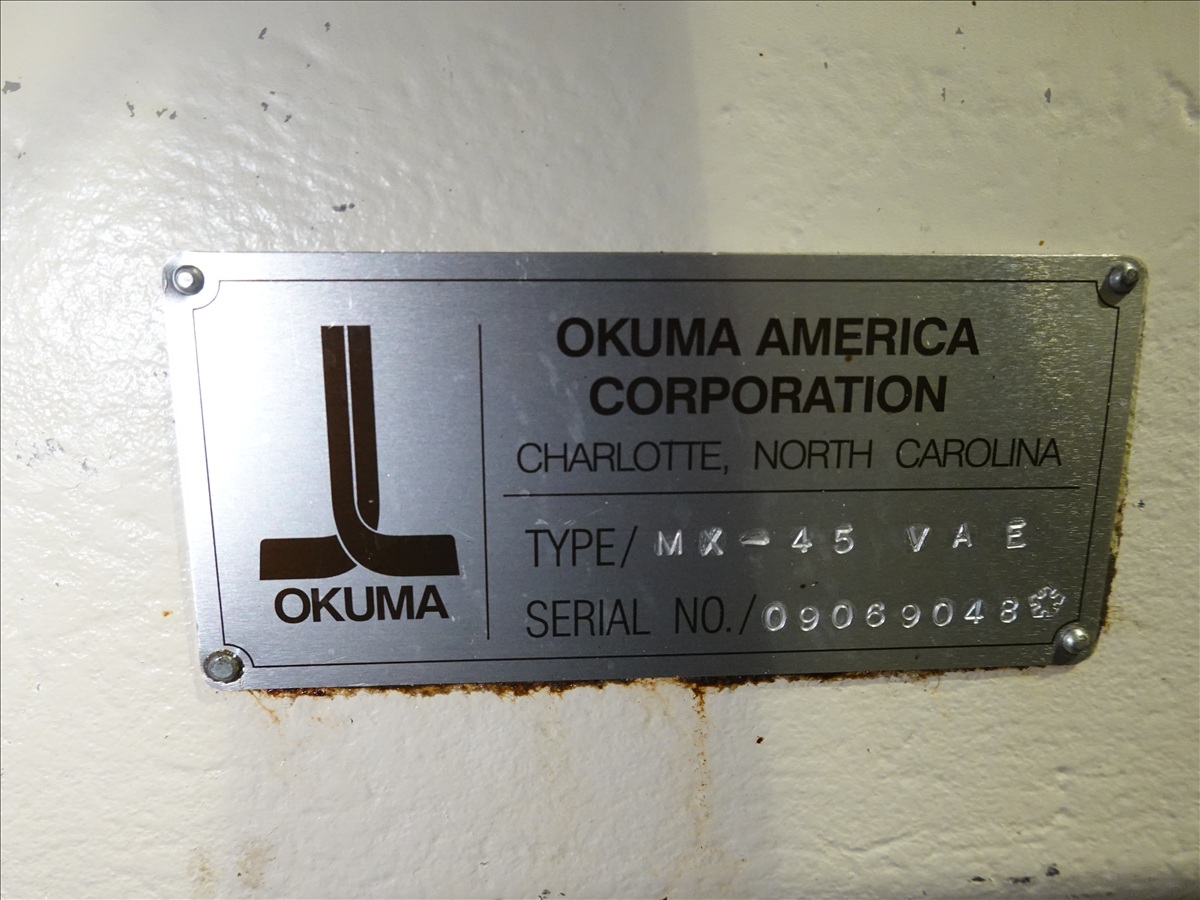 OKUMA AMERICA
CORPORATION
CHARLOTTE, NORTH CAROLINA
TYPE/ MX-45 VAE
SERIAL NO./ 09069048
OKUMA